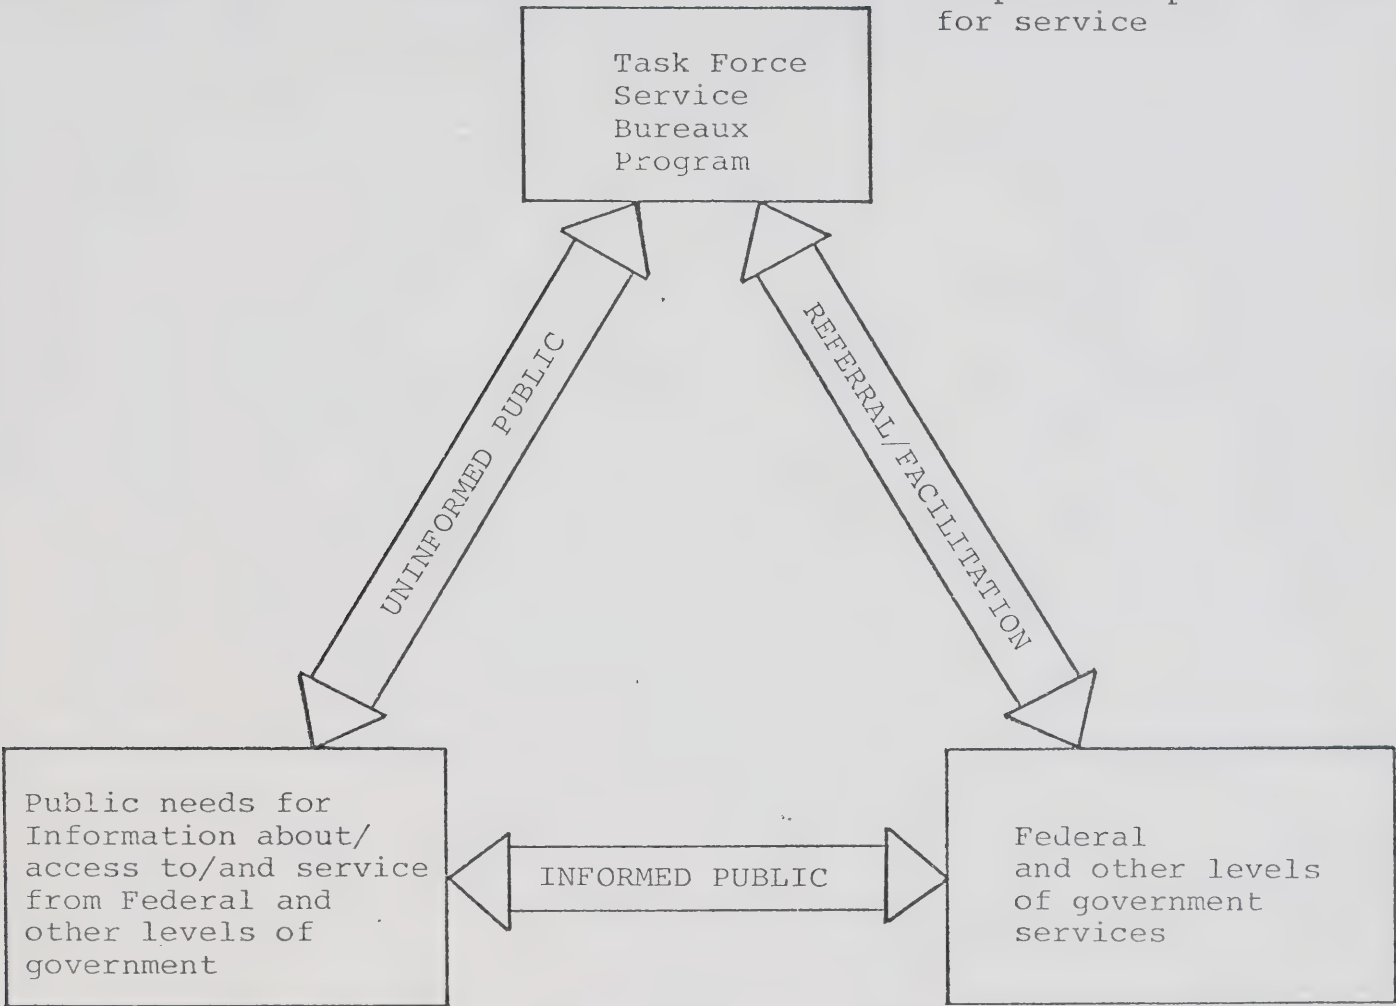 for service
Task Force
Service
Bureaux
Program
UNINFORMED PUBLIC
REFERRAL/FACILITATION
Public needs for
Information about/
access to/and service
from Federal and
other levels of
government
INFORMED PUBLIC
Federal
and other levels
of government
services